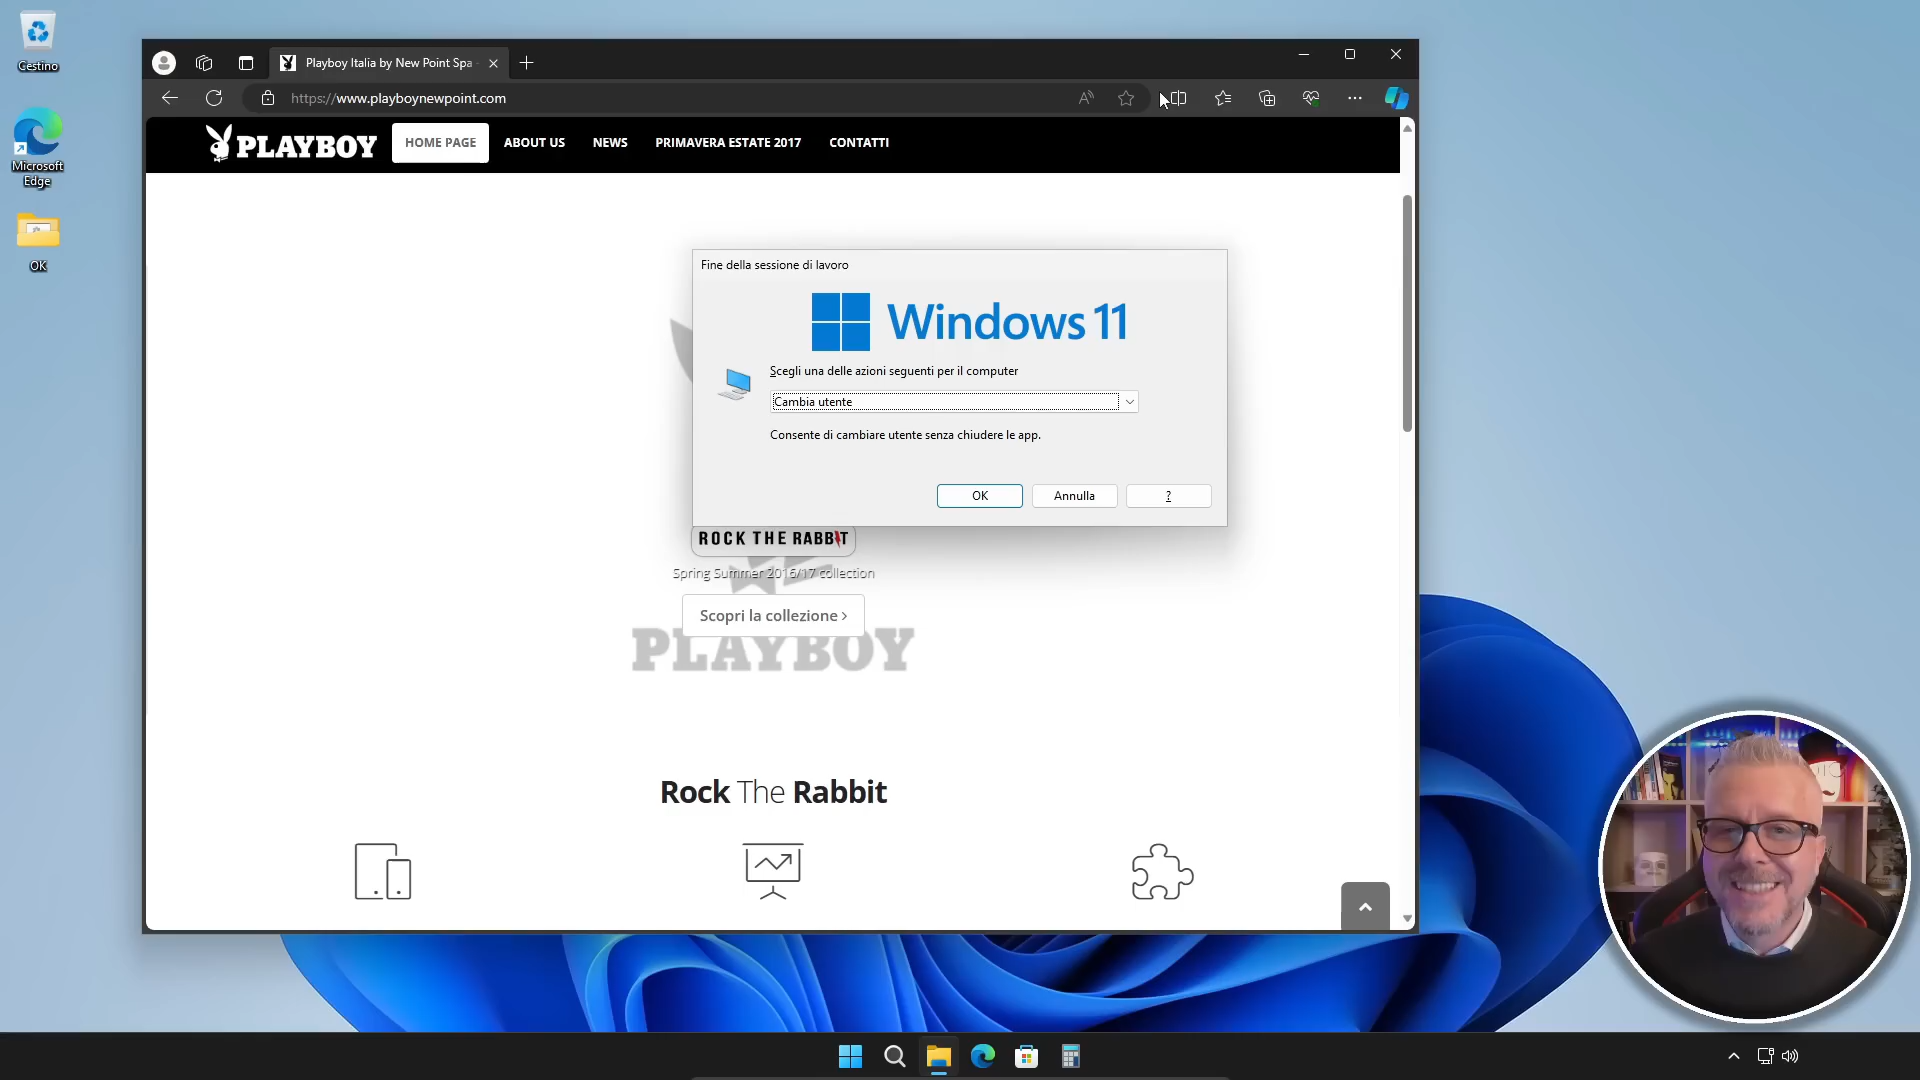 Gestino
Microsoft
Edge
OK
Playboy Italia by New Point Spa -
https://www.playboynewpoint.com
PLAYBOY
HOME PAGE
ABOUT US
NEWS
PRIMAVERA ESTATE 2017
CONTATTI
Fine della sessione di lavoro
Windows 11
Scegli una delle azioni seguenti per il computer
Cambia utente
Consente di cambiare utente senza chiudere le app.
OK
Annulla
?
ROCK THE RABBIT
Spring Summer 2016/17 collection
Scopri la collezione ›
PLAYBOY
Rock The Rabbit